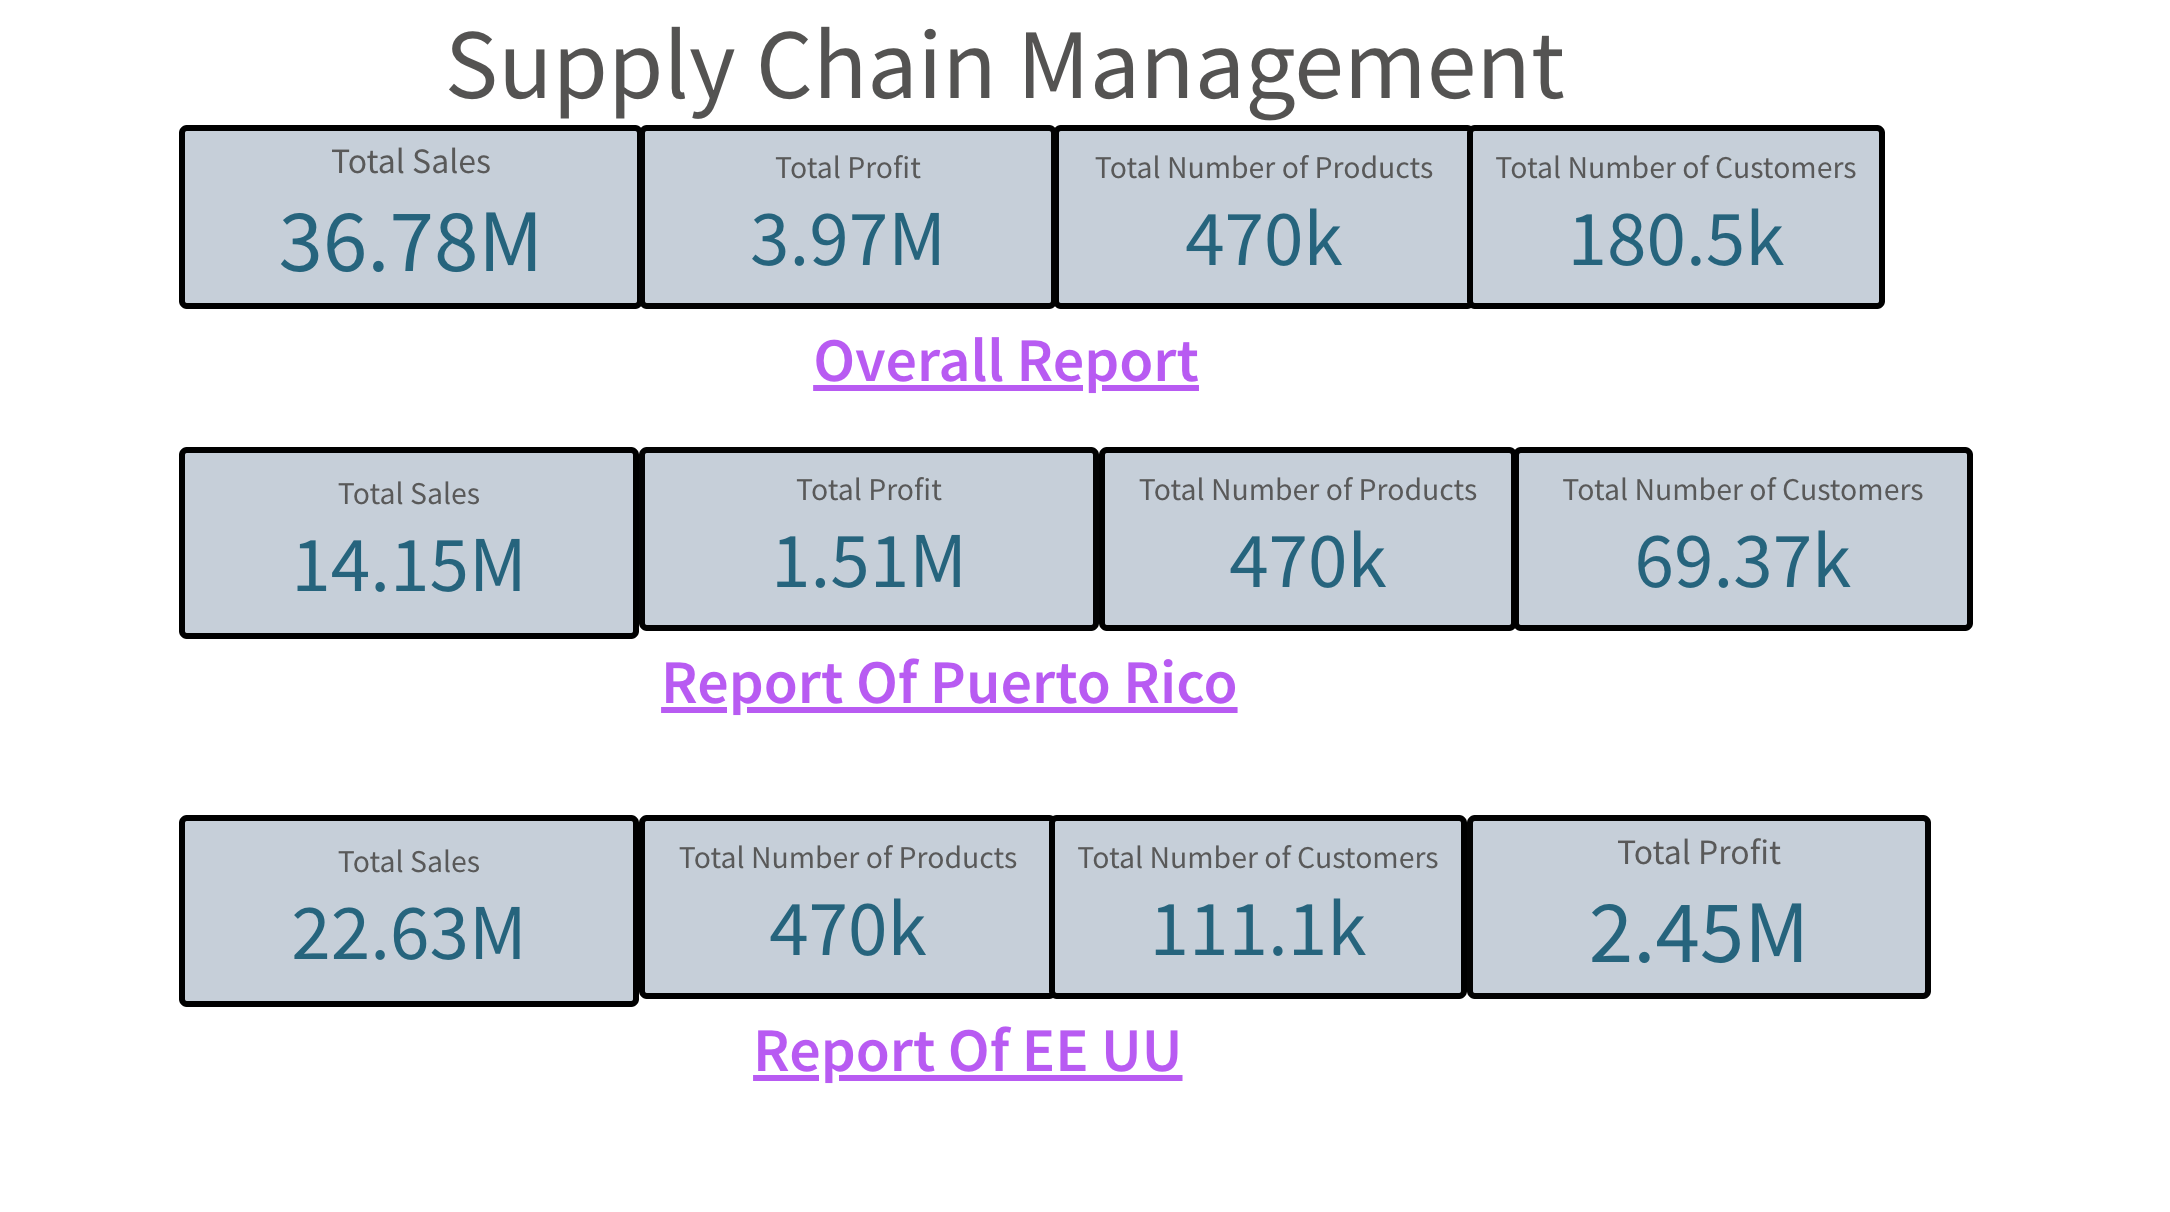 Supply Chain Management
Total Sales
36.78M
Total Profit
3.97M
Total Number of Products
470k
Total Number of Customers
180.5k
Overall Report
Total Sales
14.15M
Total Profit
1.51M
Total Number of Products
470k
Total Number of Customers
69.37k
Report Of Puerto Rico
Total Sales
22.63M
Total Number of Products
470k
Total Number of Customers
111.1k
Total Profit
2.45M
Report Of EE UU